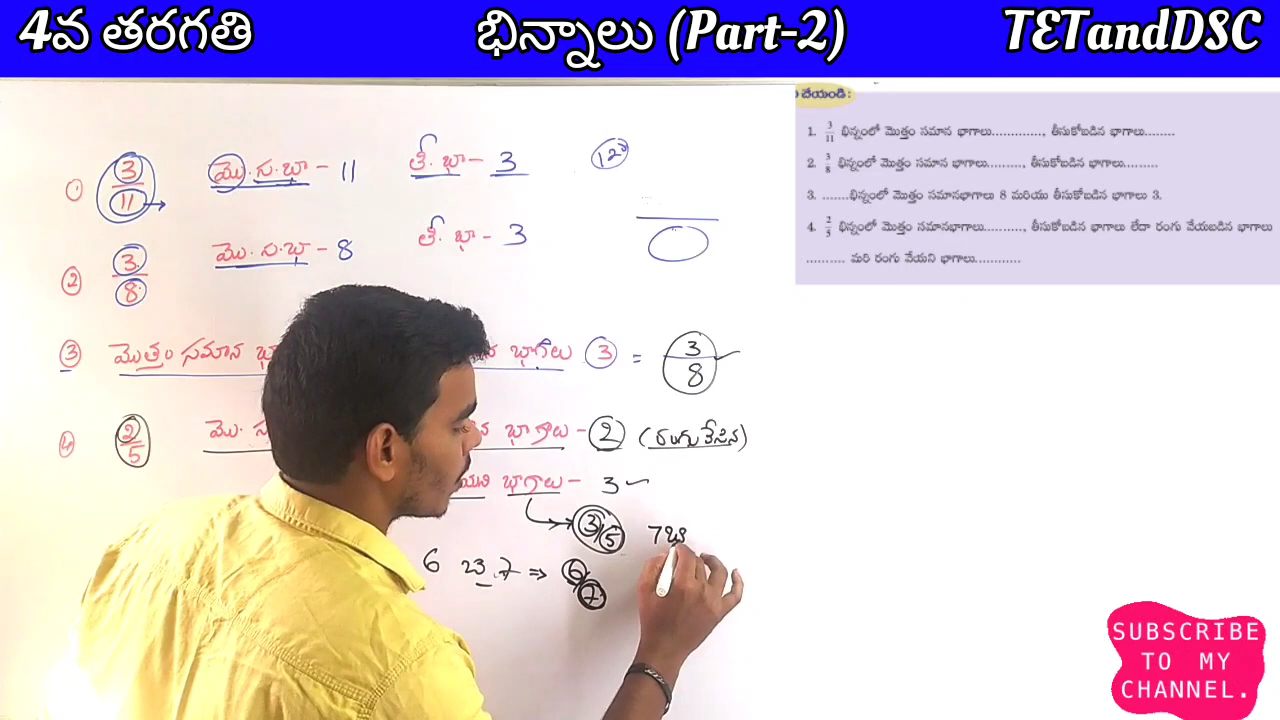 4వ తరగతి
భిన్నాలు (Part-2)
TETandDSC
చేయండి :
1. 3/11 భిన్నంలో మొత్తం సమాన భాగాలు............., తీసుకోబడిన భాగాలు........
2. 3/8 భిన్నంలో మొత్తం సమాన భాగాలు........., తీసుకోబడిన భాగాలు.........
3. .......భిన్నంలో మొత్తం సమానభాగాలు 8 మరియు తీసుకోబడిన భాగాలు 3.
4. 2/5 భిన్నంలో మొత్తం సమానభాగాలు.........., తీసుకోబడిన భాగాలు లేదా రంగు వేయబడిన భాగాలు
.......... మరి రంగు వేయని భాగాలు............
① 3/11 మొ. స. భా - 11 తీ. భా - 3
② 3/8 మొ. స. భా - 8 తీ. భా - 3
③ మొత్తం సమాన భాగాలు 3 = 3/8
④ 2/5 మొ. భాగాలు - 2 (రంగు వేసిన)
భాగాలు - 3
3/5
6 బై 7 ⇒ 6/7
SUBSCRIBE
TO MY
CHANNEL.